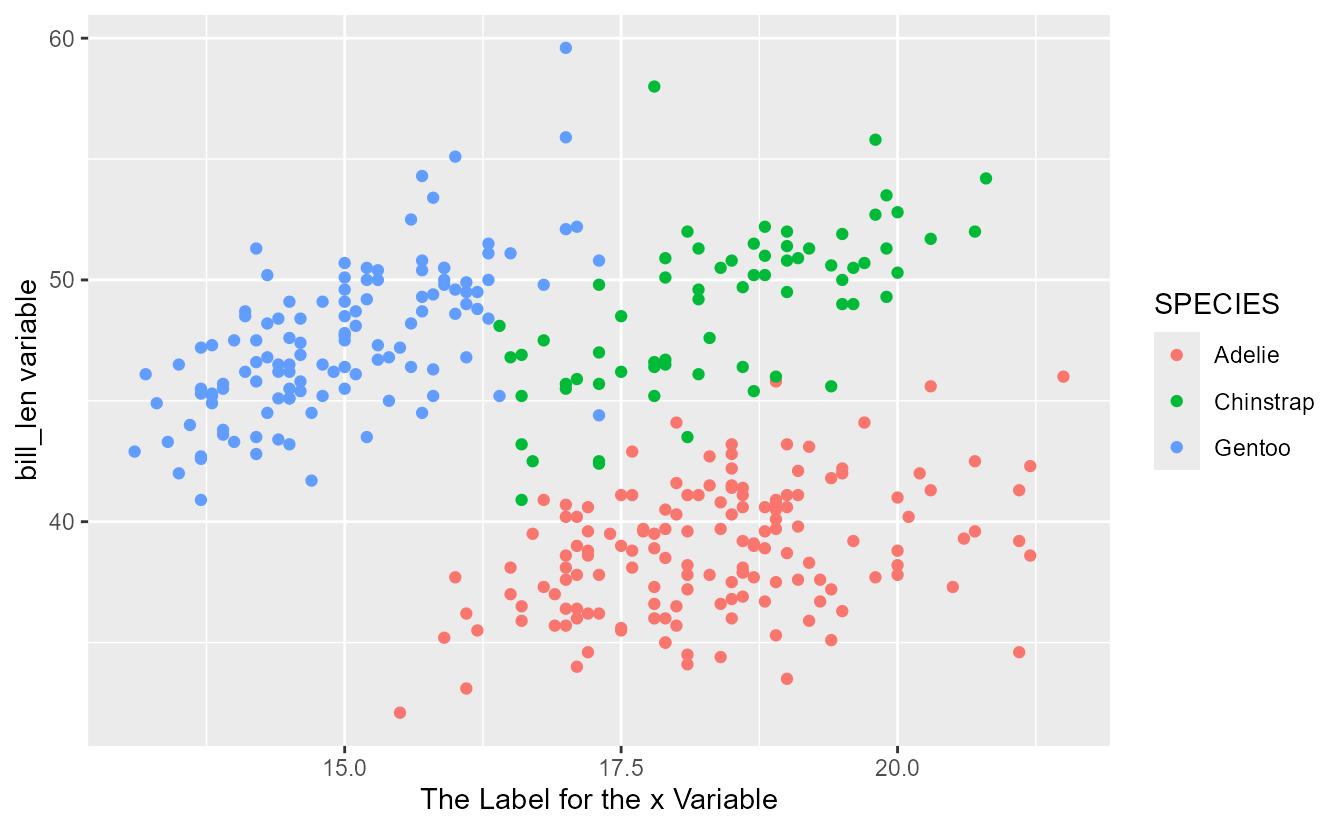 60
50
40
bill_len variable
15.0
17.5
20.0
The Label for the x Variable
SPECIES
Adelie
Chinstrap
Gentoo